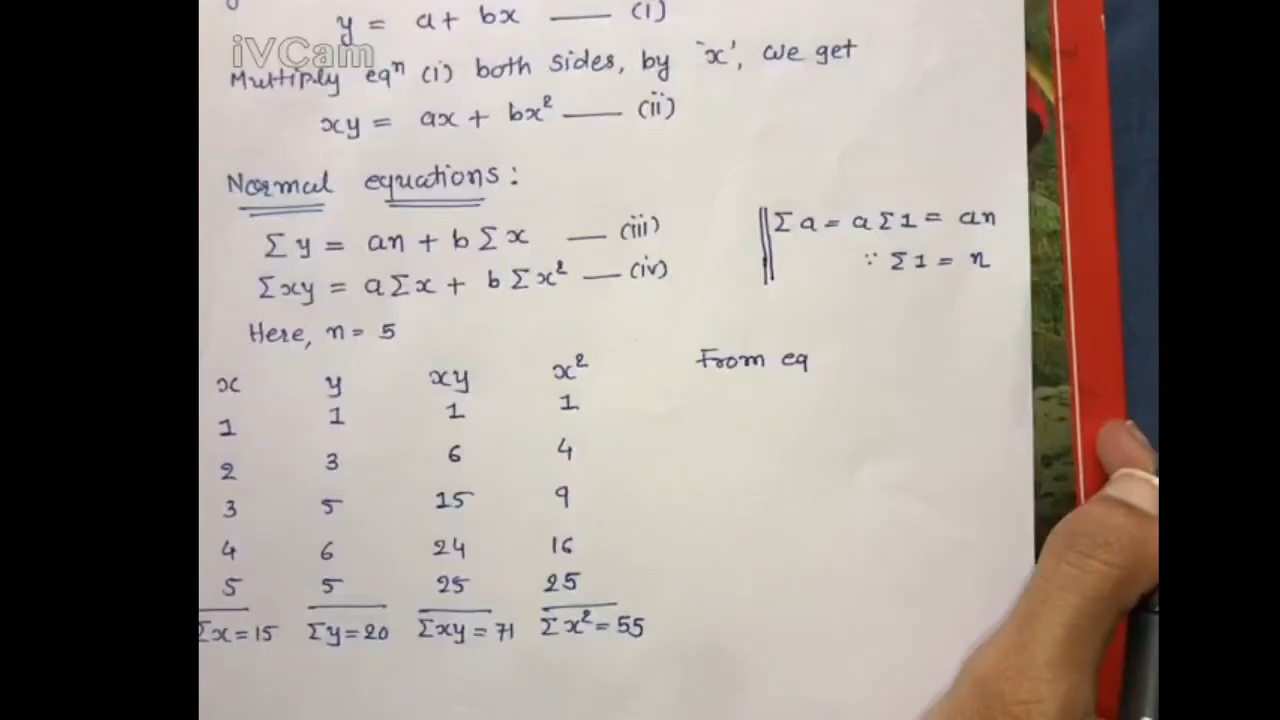 y = a + bx —— (i)
iVCam
Multiply eqⁿ (i) both sides, by 'x', we get
xy = ax + bx² —— (ii)
Normal equations :
Σy = an + bΣx —— (iii)
Σxy = aΣx + bΣx² —— (iv)
Σa = aΣ1 = an
∵ Σ1 = n
Here, n = 5
x y xy x²
1 1 1 1
2 3 6 4
3 5 15 9
4 6 24 16
5 5 25 25
Σx = 15 Σy = 20 Σxy = 71 Σx² = 55
From eq